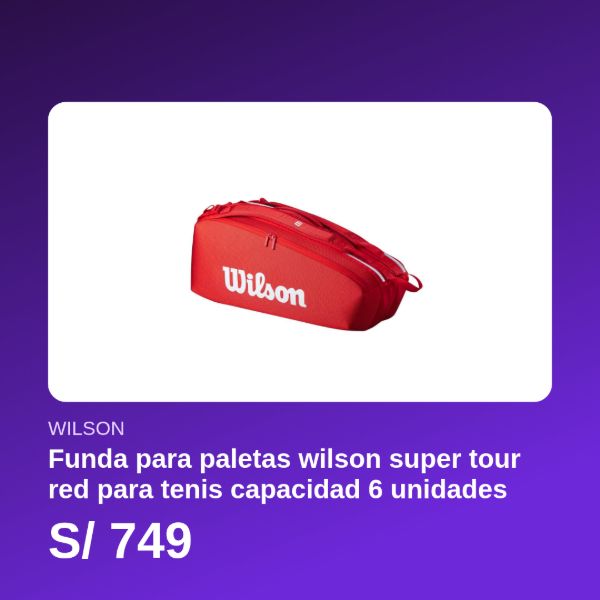 Wilson
WILSON
Funda para paletas wilson super tour
red para tenis capacidad 6 unidades
S/ 749